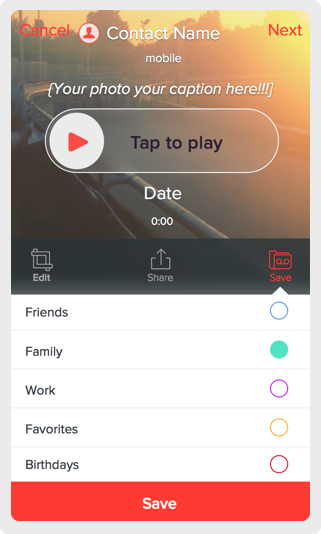 Cancel Contact Name Next
mobile
{Your photo your caption here!!!}
Tap to play
Date
0:00
Edit Share Save
Friends
Family
Work
Favorites
Birthdays
Save